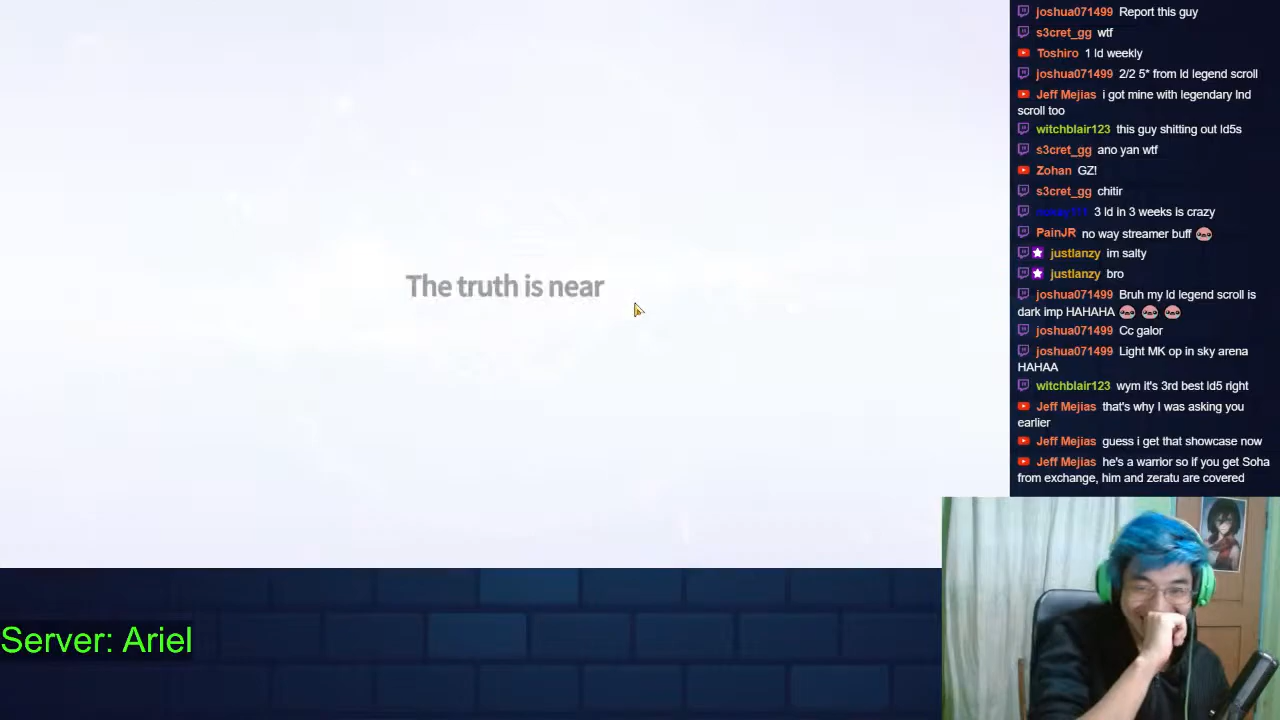 The truth is near
Server: Ariel
joshua071499 Report this guy
s3cret_gg wtf
Toshiro 1 ld weekly
joshua071499 2/2 5* from ld legend scroll
Jeff Mejias i got mine with legendary lnd
scroll too
witchblair123 this guy shitting out ld5s
s3cret_gg ano yan wtf
Zohan GZ!
s3cret_gg chitir
3 ld in 3 weeks is crazy
PainJR no way streamer buff
justlanzy im salty
justlanzy bro
joshua071499 Bruh my ld legend scroll is
dark imp HAHAHA
joshua071499 Cc galor
joshua071499 Light MK op in sky arena
HAHAA
witchblair123 wym it's 3rd best ld5 right
Jeff Mejias that's why I was asking you
earlier
Jeff Mejias guess i get that showcase now
Jeff Mejias he's a warrior so if you get Soha
from exchange, him and zeratu are covered